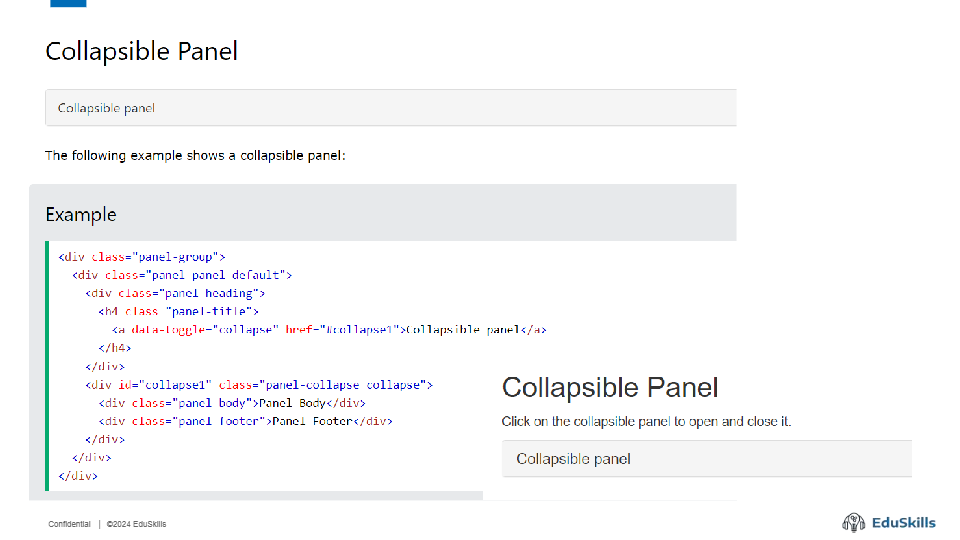 Collapsible Panel
Collapsible panel
The following example shows a collapsible panel:
Example
<div class="panel-group">
<div class="panel panel default">
<div class="panel heading">
<h4 class "panel-title">
<a data-toggle="collapse" href="#collapse1">Collapsible panel</a>
</h4>
</div>
<div id="collapse1" class="panel-collapse collapse">
<div class="panel body">Panel Body</div>
<div class="panel footer">Panel Footer</div>
</div>
</div>
</div>
Collapsible Panel
Click on the collapsible panel to open and close it.
Collapsible panel
Confidential | ©2024 EduSkills
EduSkills